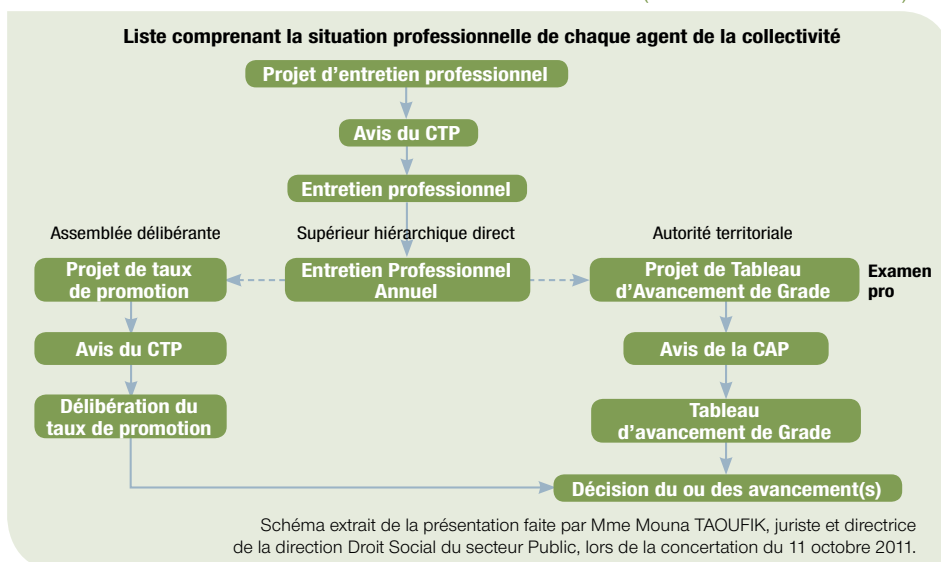 Liste comprenant la situation professionnelle de chaque agent de la collectivité
Projet d'entretien professionnel
Avis du CTP
Entretien professionnel
Assemblée délibérante
Supérieur hiérarchique direct
Autorité territoriale
Projet de taux
de promotion
Entretien Professionnel
Annuel
Projet de Tableau
d'Avancement de Grade
Examen
pro
Avis du CTP
Avis de la CAP
Délibération du
taux de promotion
Tableau
d'avancement de Grade
Décision du ou des avancement(s)
Schéma extrait de la présentation faite par Mme Mouna TAOUFIK, juriste et directrice
de la direction Droit Social du secteur Public, lors de la concertation du 11 octobre 2011.